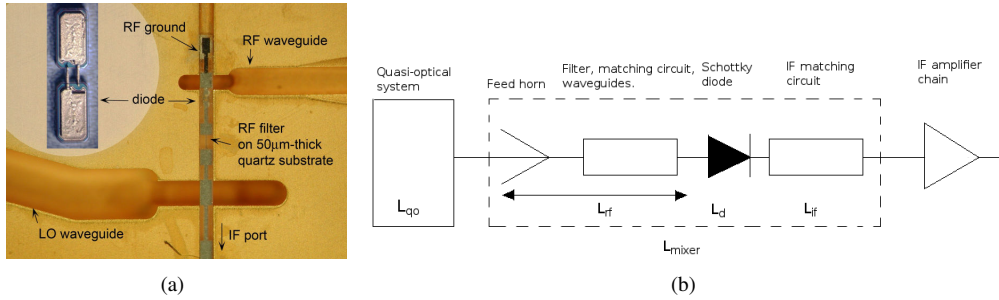 RF ground
RF waveguide
diode
RF filter
on 50μm-thick
quartz substrate
LO waveguide
IF port
(a)
Quasi-optical
system
Feed horn
Filter, matching circuit,
waveguides.
Schottky
diode
IF matching
circuit
IF amplifier
chain
Lqo
Lrf
Ld
Lif
Lmixer
(b)